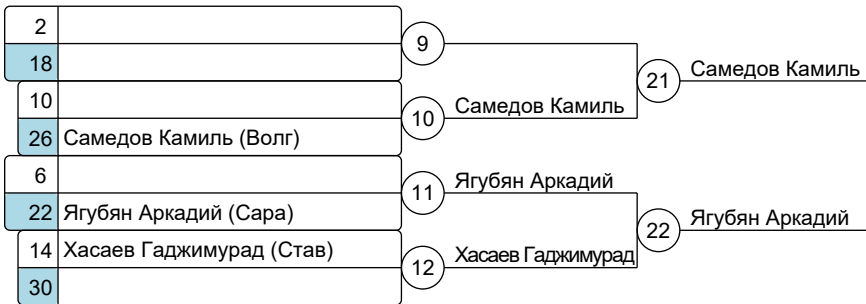 2
9
18
21 Самедов Камиль
10
10 Самедов Камиль
26 Самедов Камиль (Волг)
6
11 Ягубян Аркадий
22 Ягубян Аркадий (Сара)
22 Ягубян Аркадий
14 Хасаев Гаджимурад (Став)
12 Хасаев Гаджимурад
30